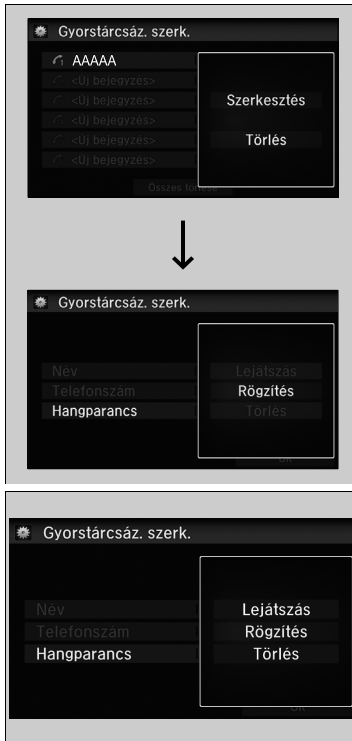 Gyorstárcsáz. szerk.
AAAAA
<Új bejegyzés>
<Új bejegyzés>
<Új bejegyzés>
<Új bejegyzés>
<Új bejegyzés>
Szerkesztés
Törlés
Összes törlése
Gyorstárcsáz. szerk.
Név
Telefonszám
Hangparancs
Lejátszás
Rögzítés
Törlés
OK
Gyorstárcsáz. szerk.
Név
Telefonszám
Hangparancs
Lejátszás
Rögzítés
Törlés
OK